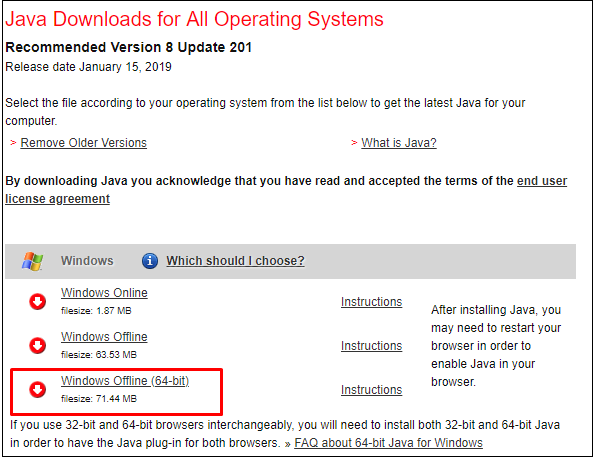 Java Downloads for All Operating Systems
Recommended Version 8 Update 201
Release date January 15, 2019
Select the file according to your operating system from the list below to get the latest Java for your
computer.
> Remove Older Versions > What is Java?
By downloading Java you acknowledge that you have read and accepted the terms of the end user
license agreement
Windows i Which should I choose?
Windows Online
filesize: 1.87 MB
Instructions
Windows Offline
filesize: 63.53 MB
Instructions
Windows Offline (64-bit)
filesize: 71.44 MB
Instructions
After installing Java, you
may need to restart your
browser in order to
enable Java in your
browser.
If you use 32-bit and 64-bit browsers interchangeably, you will need to install both 32-bit and 64-bit Java
in order to have the Java plug-in for both browsers. » FAQ about 64-bit Java for Windows